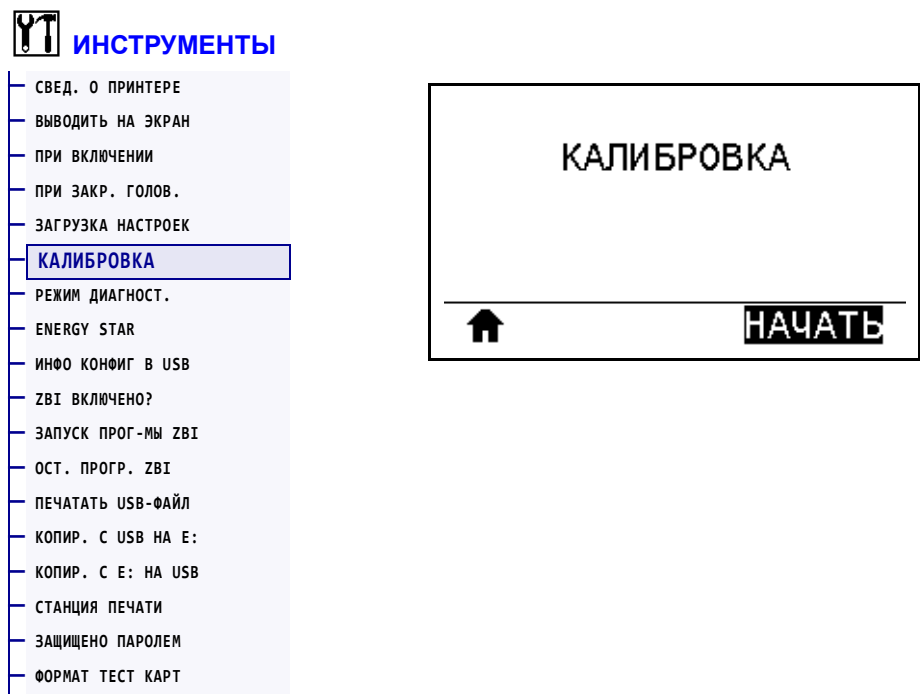 ИНСТРУМЕНТЫ
СВЕД. О ПРИНТЕРЕ
ВЫВОДИТЬ НА ЭКРАН
ПРИ ВКЛЮЧЕНИИ
ПРИ ЗАКР. ГОЛОВ.
ЗАГРУЗКА НАСТРОЕК
КАЛИБРОВКА
РЕЖИМ ДИАГНОСТ.
ENERGY STAR
ИНФО КОНФИГ В USB
ZBI ВКЛЮЧЕНО?
ЗАПУСК ПРОГ-МЫ ZBI
ОСТ. ПРОГР. ZBI
ПЕЧАТАТЬ USB-ФАЙЛ
КОПИР. С USB НА E:
КОПИР. С E: НА USB
СТАНЦИЯ ПЕЧАТИ
ЗАЩИЩЕНО ПАРОЛЕМ
ФОРМАТ ТЕСТ КАРТ
КАЛИБРОВКА
НАЧАТЬ